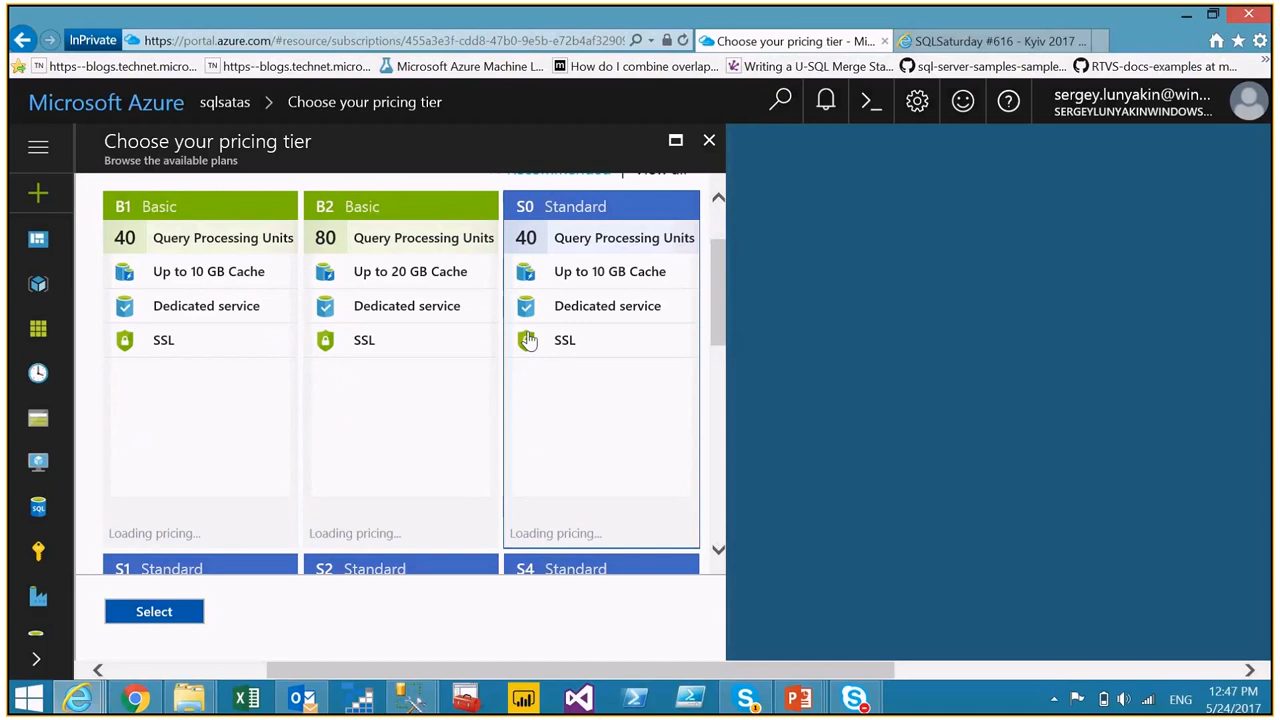 InPrivate
https://portal.azure.com/#resource/subscriptions/455a3e3f-cdd8-47b0-9e5b-e72b4af32909
Choose your pricing tier - Mi...
SQLSaturday #616 - Kyiv 2017 ...
https--blogs.technet.micro...
https--blogs.technet.micro...
Microsoft Azure Machine L...
How do I combine overlap...
Writing a U-SQL Merge Sta...
sql-server-samples-sample...
RTVS-docs-examples at m...
Microsoft Azure
sqlsatas
Choose your pricing tier
sergey.lunyakin@win...
SERGEYLUNYAKINWINDOWS...
Choose your pricing tier
Browse the available plans
B1 Basic
B2 Basic
S0 Standard
40 Query Processing Units
80 Query Processing Units
40 Query Processing Units
Up to 10 GB Cache
Up to 20 GB Cache
Up to 10 GB Cache
Dedicated service
Dedicated service
Dedicated service
SSL
SSL
SSL
Loading pricing...
Loading pricing...
Loading pricing...
S1 Standard
S2 Standard
S4 Standard
Select
ENG
12:47 PM
5/24/2017